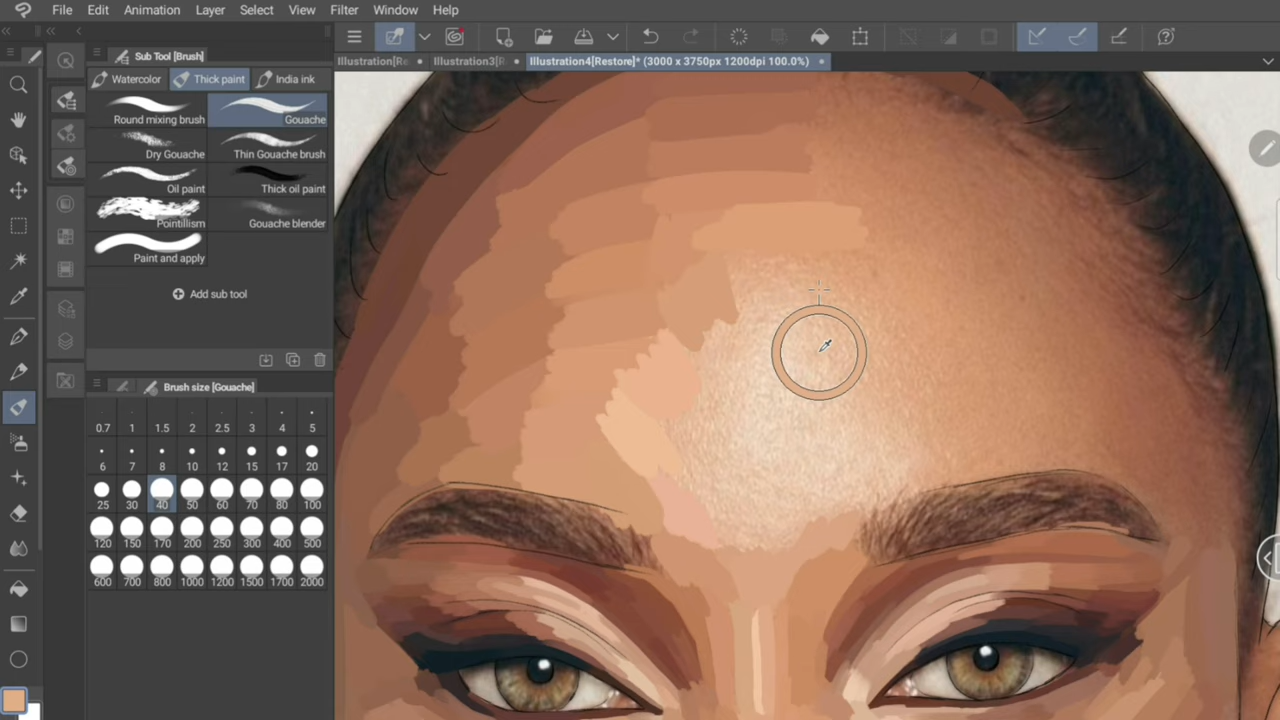 File Edit Animation Layer Select View Filter Window Help
Sub Tool [Brush]
Illustration[Re
Illustration3[R
Illustration4[Restore]* (3000 x 3750px 1200dpi 100.0%)
Watercolor Thick paint India ink
Round mixing brush Gouache
Dry Gouache Thin Gouache brush
Oil paint Thick oil paint
Pointillism Gouache blender
Paint and apply
Add sub tool
Brush size [Gouache]
0.7 1 1.5 2 2.5 3 4 5
6 7 8 10 12 15 17 20
25 30 40 50 60 70 80 100
120 150 170 200 250 300 400 500
600 700 800 1000 1200 1500 1700 2000